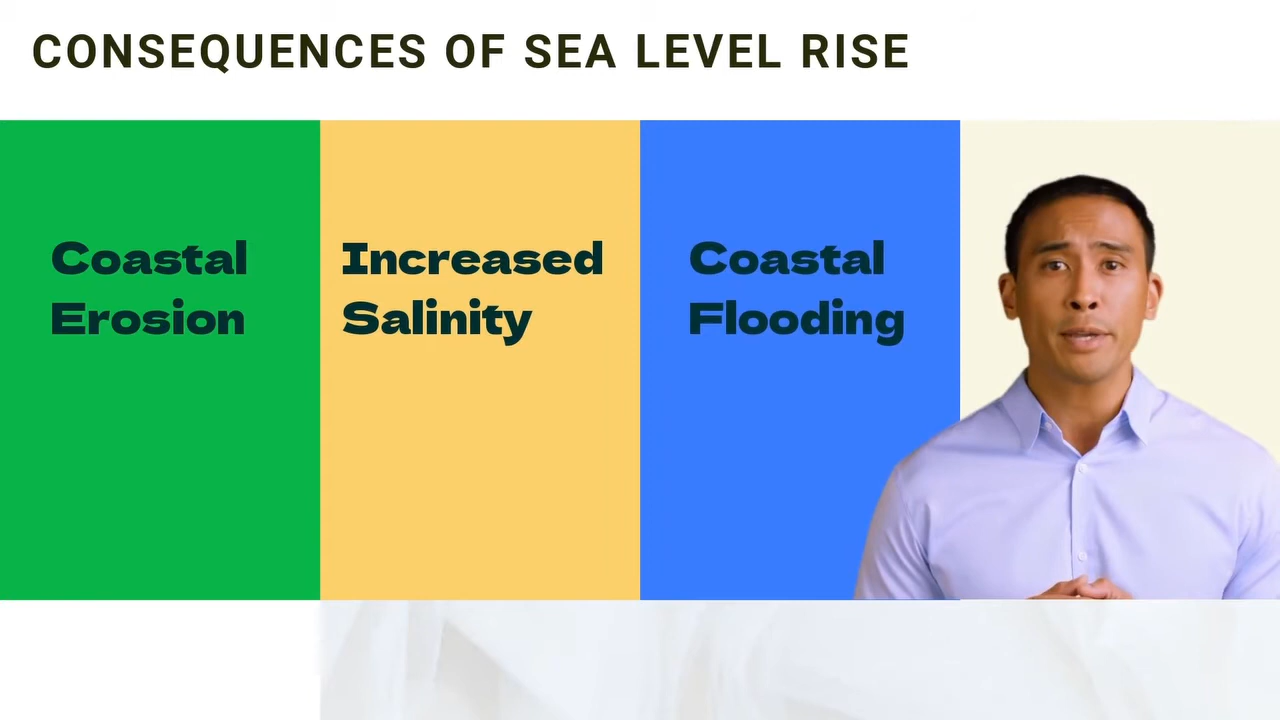 CONSEQUENCES OF SEA LEVEL RISE
Coastal
Erosion
Increased
Salinity
Coastal
Flooding